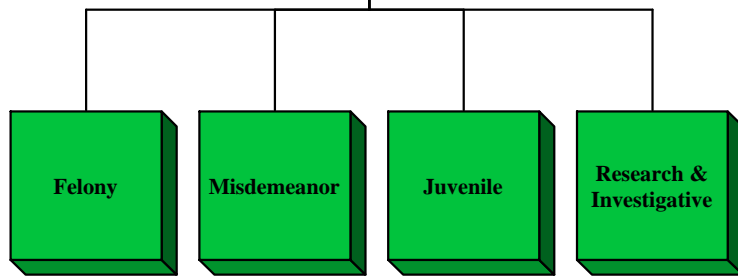 Felony
Misdemeanor
Juvenile
Research &
Investigative